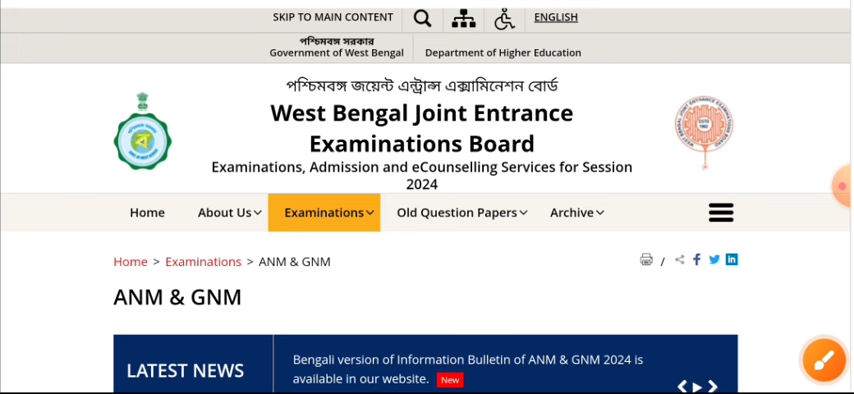 SKIP TO MAIN CONTENT ENGLISH
পশ্চিমবঙ্গ সরকার
Government of West Bengal Department of Higher Education
পশ্চিমবঙ্গ জয়েন্ট এন্ট্রান্স এক্সামিনেশন বোর্ড
West Bengal Joint Entrance
Examinations Board
Examinations, Admission and eCounselling Services for Session
2024
Home About Us Examinations Old Question Papers Archive
Home > Examinations > ANM & GNM
/
ANM & GNM
LATEST NEWS
Bengali version of Information Bulletin of ANM & GNM 2024 is
available in our website. New